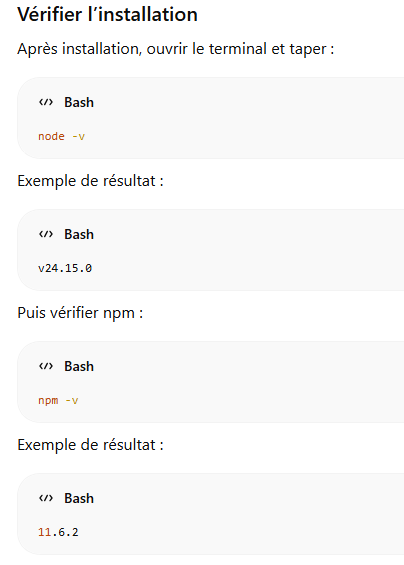 Vérifier l’installation
Après installation, ouvrir le terminal et taper :
</> Bash
node -v
Exemple de résultat :
</> Bash
v24.15.0
Puis vérifier npm :
</> Bash
npm -v
Exemple de résultat :
</> Bash
11.6.2